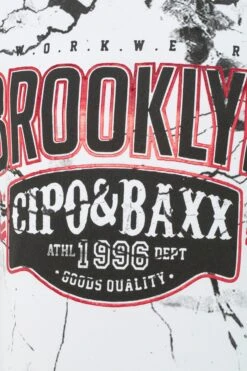 W.O.R.K.W.E.R
BROOKLY
CIPO&BAXX
ATHL 1996 DEPT
· GOODS QUALITY ·